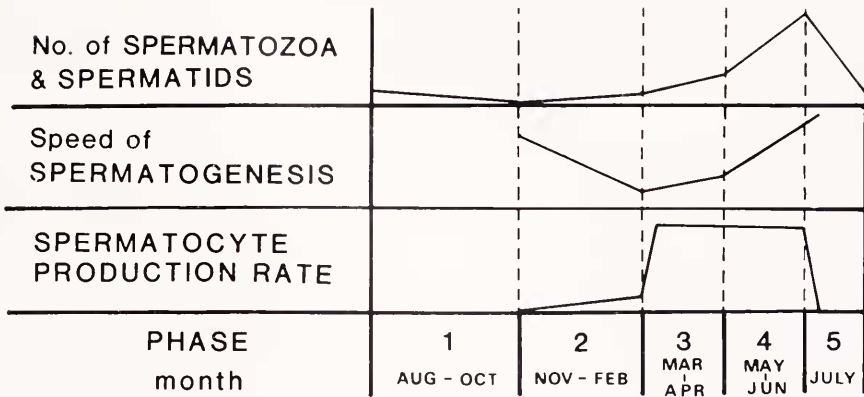 No. of SPERMATOZOA
& SPERMATIDS
Speed of
SPERMATOGENESIS
SPERMATOCYTE
PRODUCTION RATE
PHASE 1 2 3 4 5
month AUG - OCT NOV - FEB MAR - APR MAY - JUN JULY